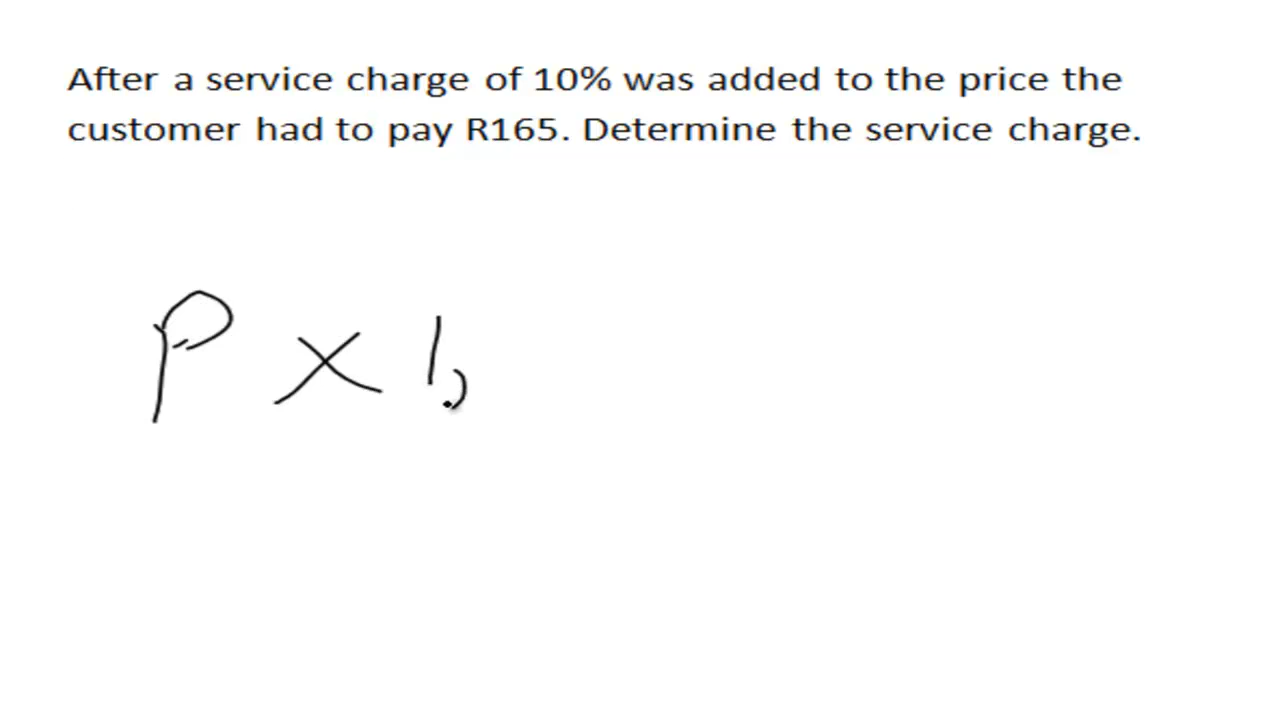 After a service charge of 10% was added to the price the
customer had to pay R165. Determine the service charge.
P × 1,